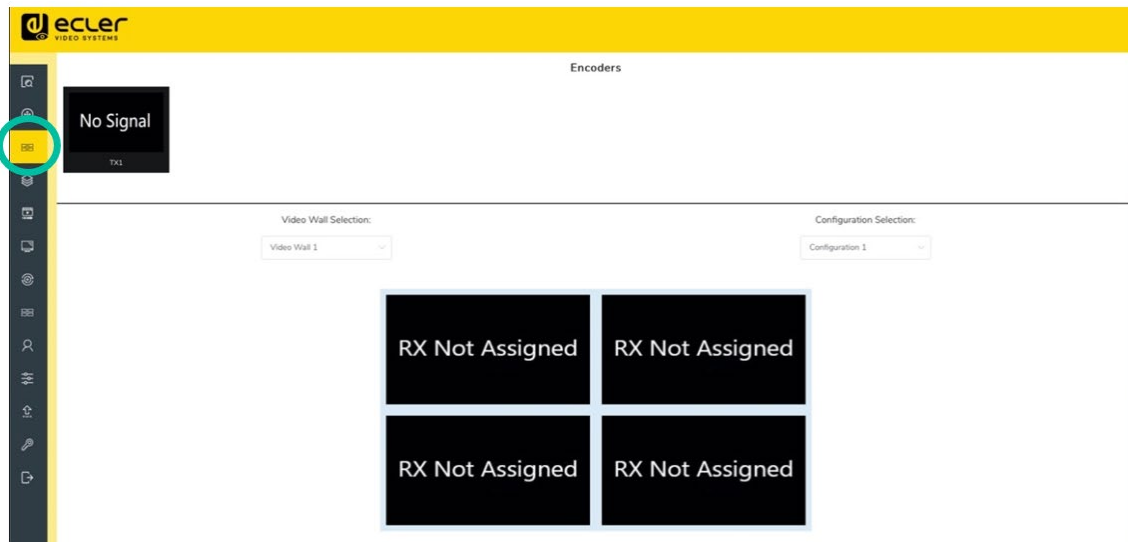 ecler
VIDEO SYSTEMS
Encoders
No Signal
TX1
Video Wall Selection:
Configuration Selection:
Video Wall 1
Configuration 1
RX Not Assigned
RX Not Assigned
RX Not Assigned
RX Not Assigned